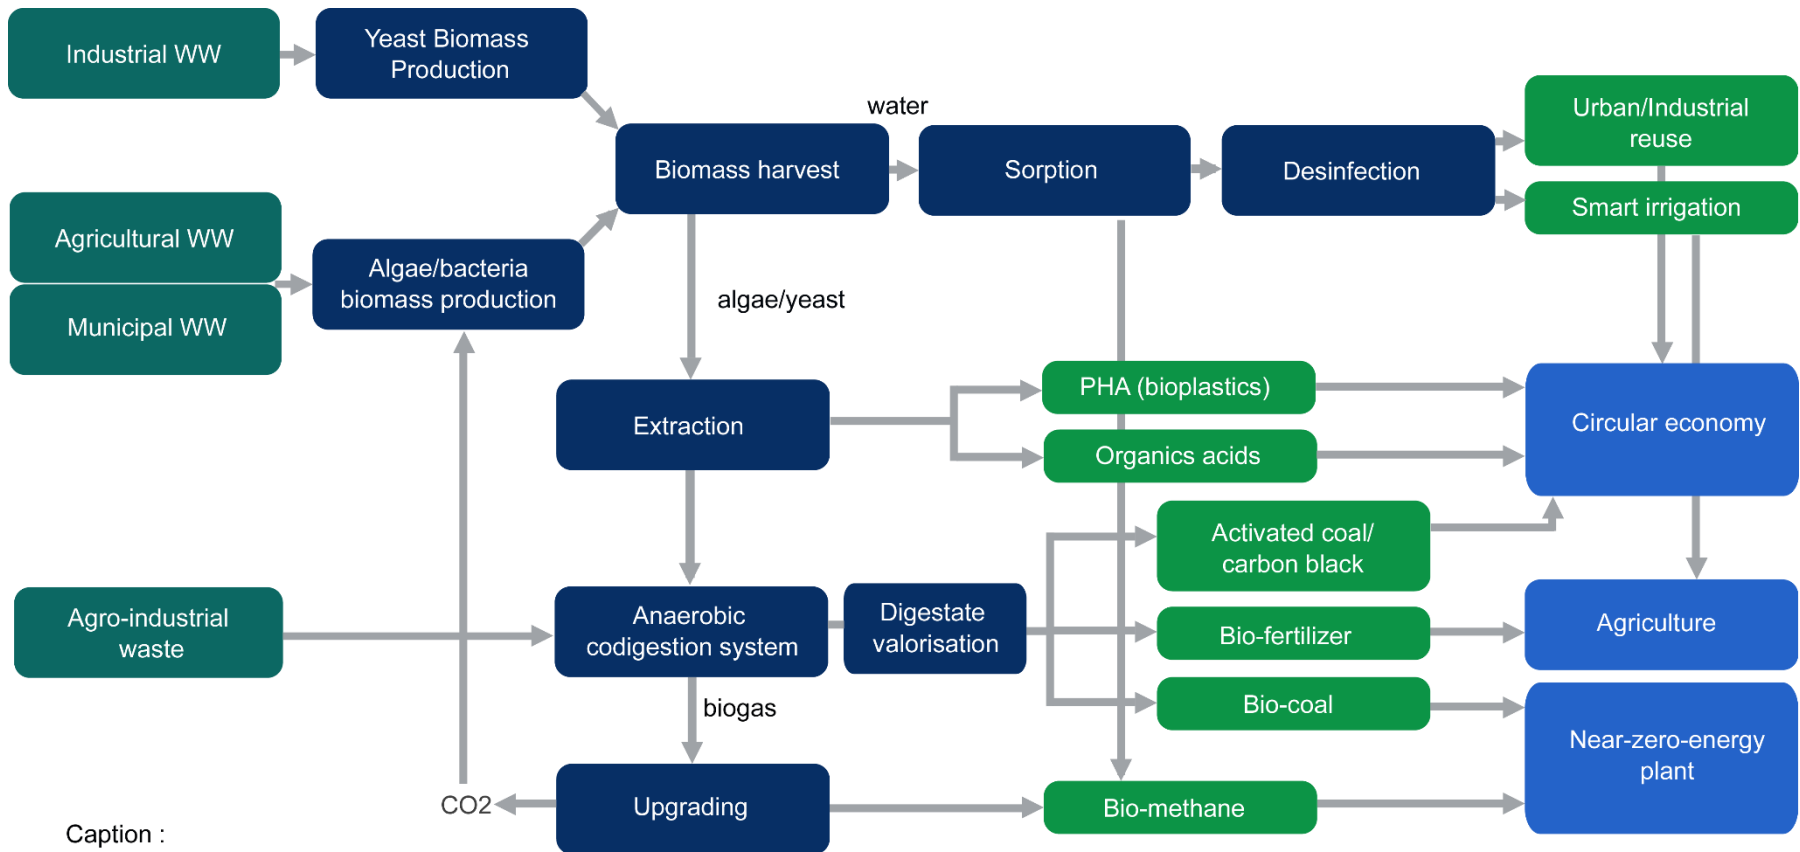 Industrial WW
Yeast Biomass
Production
water
Urban/Industrial
reuse
Biomass harvest
Sorption
Desinfection
Smart irrigation
Agricultural WW
Municipal WW
Algae/bacteria
biomass production
algae/yeast
PHA (bioplastics)
Extraction
Organics acids
Circular economy
Activated coal/
carbon black
Agro-industrial
waste
Anaerobic
codigestion system
Digestate
valorisation
Bio-fertilizer
Agriculture
biogas
Bio-coal
Near-zero-energy
plant
CO2
Upgrading
Bio-methane
Caption :